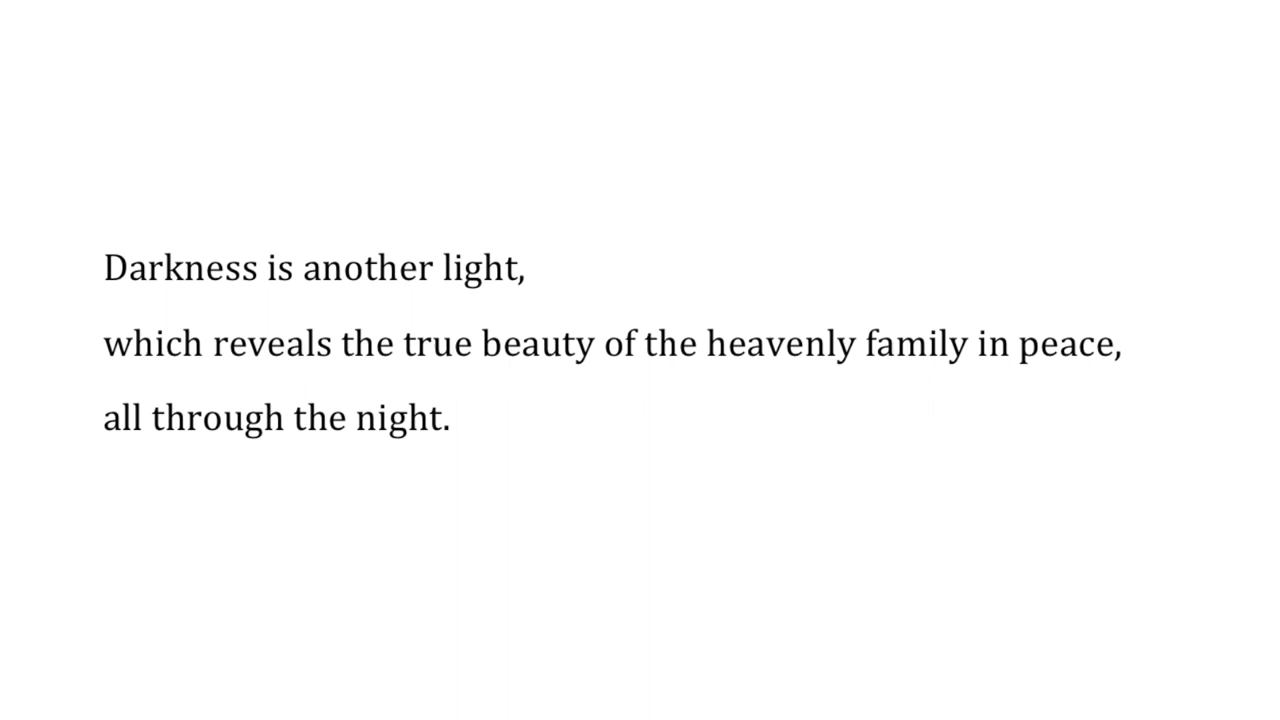 Darkness is another light,
which reveals the true beauty of the heavenly family in peace,
all through the night.